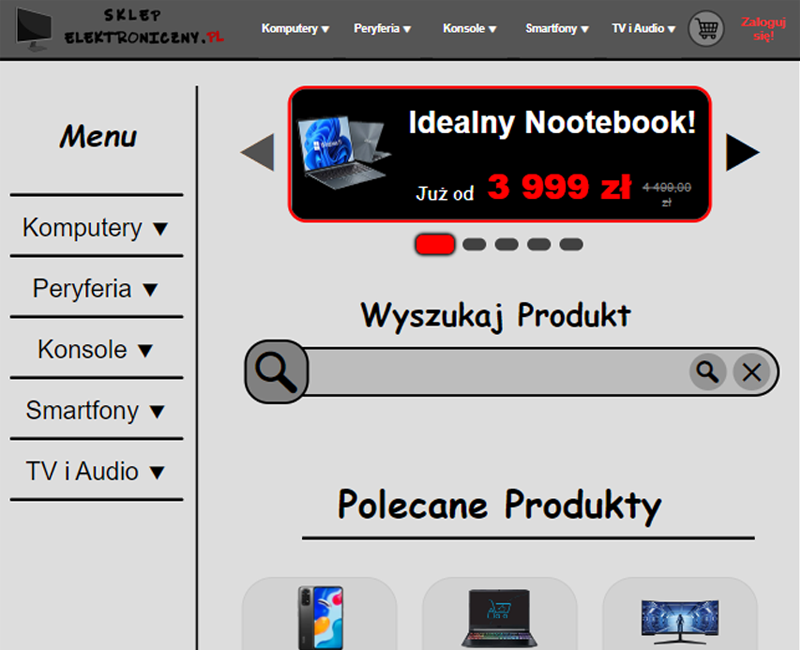 SKLEP
ELEKTRONICZNY.PL
Komputery ▼
Peryferia ▼
Konsole ▼
Smartfony ▼
TV i Audio ▼
Zaloguj
się!
Menu
Komputery ▼
Peryferia ▼
Konsole ▼
Smartfony ▼
TV i Audio ▼
Idealny Nootebook!
Już od 3 999 zł 4 499,00
zł
Wyszukaj Produkt
Polecane Produkty